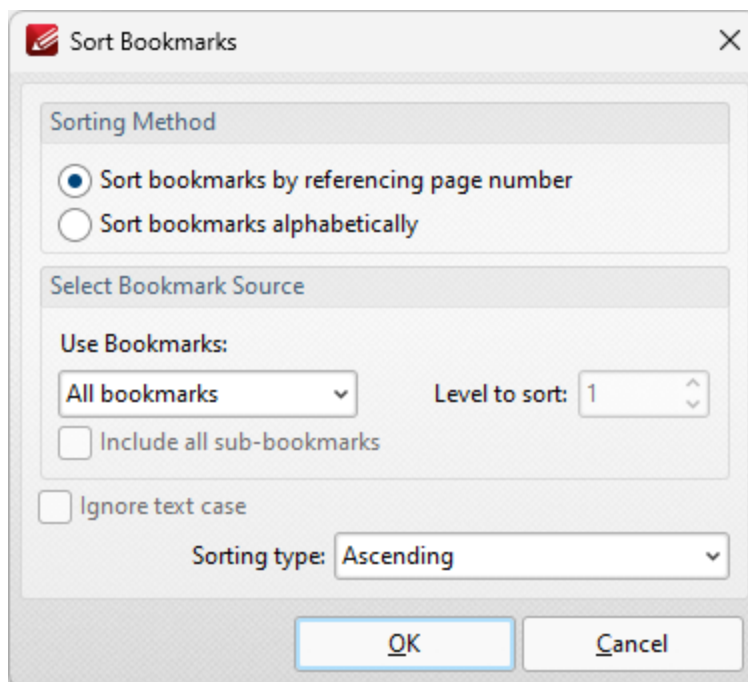 Sort Bookmarks
Sorting Method
Sort bookmarks by referencing page number
Sort bookmarks alphabetically
Select Bookmark Source
Use Bookmarks:
All bookmarks Level to sort: 1
Include all sub-bookmarks
Ignore text case
Sorting type: Ascending
OK Cancel